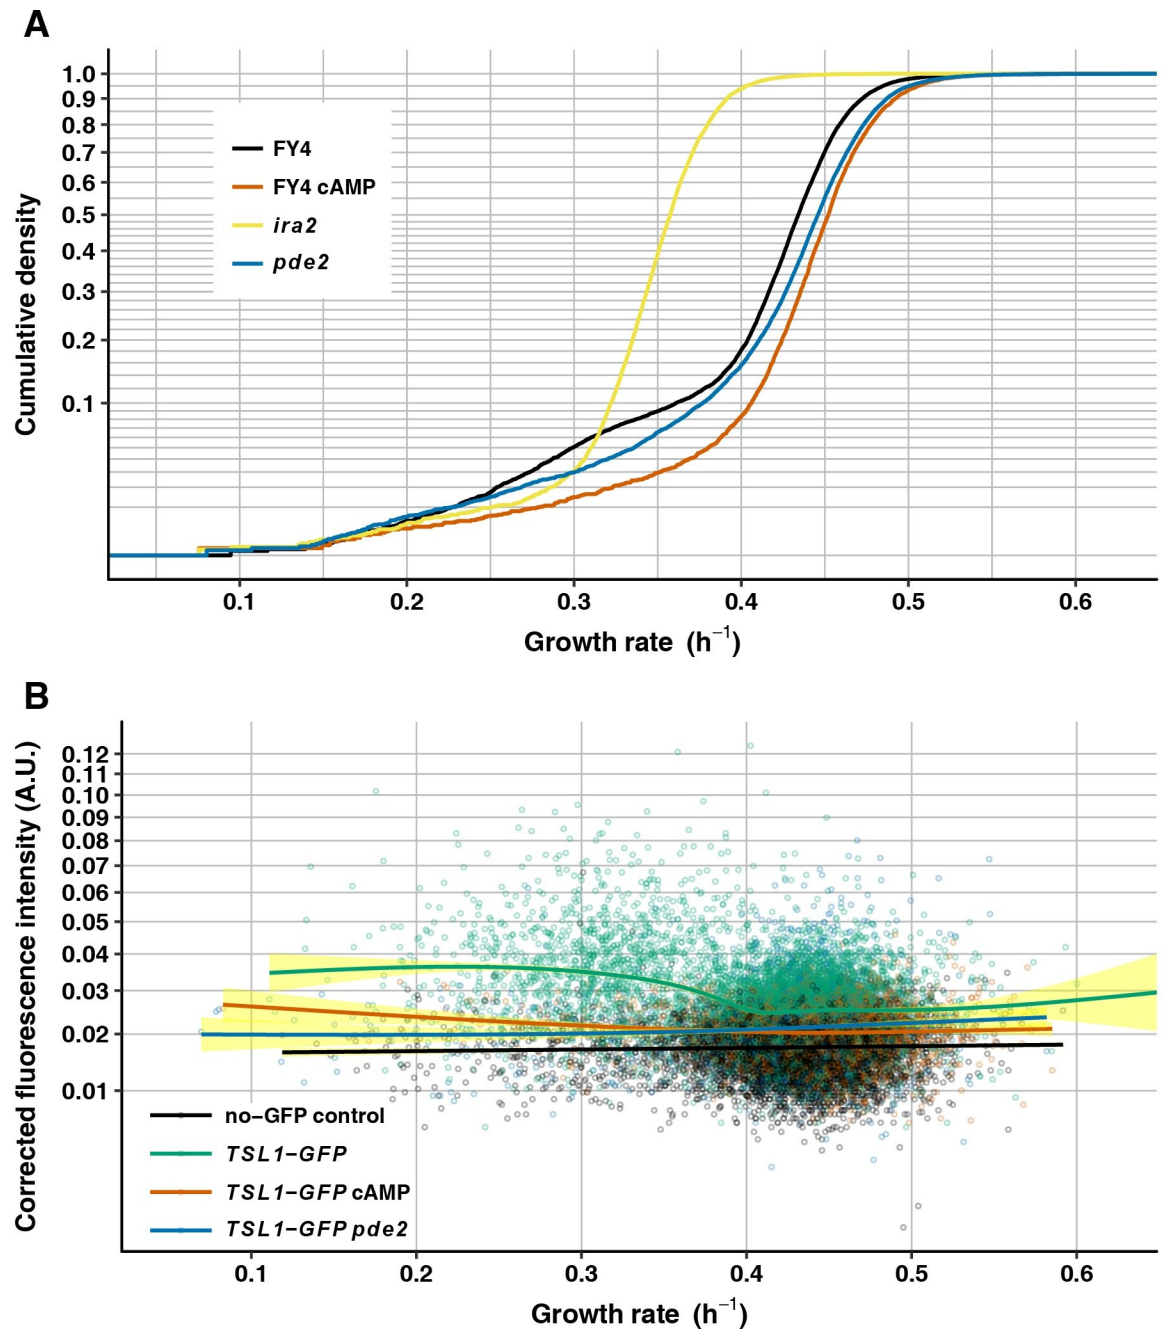 A
1.0
0.9
0.8
0.7
0.6
0.5
0.4
0.3
0.2
0.1
Cumulative density
FY4
FY4 cAMP
ira2
pde2
0.1 0.2 0.3 0.4 0.5 0.6
Growth rate (h⁻¹)
B
0.12
0.11
0.10
0.09
0.08
0.07
0.06
0.05
0.04
0.03
0.02
0.01
Corrected fluorescence intensity (A.U.)
no−GFP control
TSL1−GFP
TSL1−GFP cAMP
TSL1−GFP pde2
0.1 0.2 0.3 0.4 0.5 0.6
Growth rate (h⁻¹)